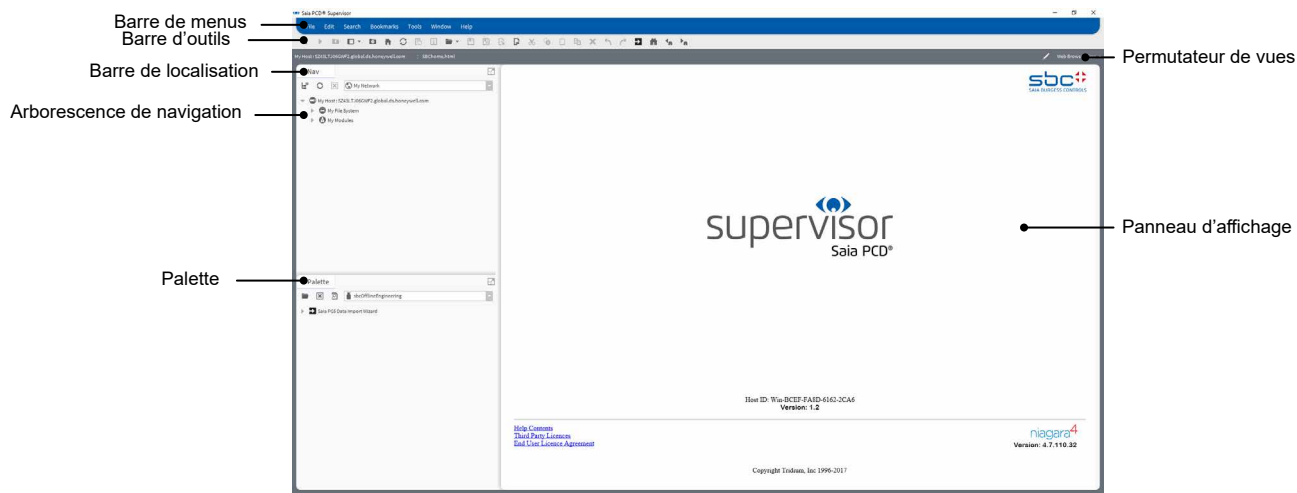 Barre de menus
Barre d'outils
Barre de localisation
Arborescence de navigation
Palette
Permutateur de vues
Panneau d'affichage
Saia PCD® Supervisor
File Edit Search Bookmarks Tools Window Help
SBChome.html
Web Browser
Nav
My Network
My File System
My Modules
sbc
SAIA BURGESS CONTROLS
supervisor
Saia PCD®
Palette
sbcOfflineEngineering
Saia PG5 Data Import Wizard
Host ID: Win-BCEF-FA8D-6162-2CA6
Version: 1.2
Help Contents
Third Party Licences
End User Licence Agreement
niagara4
Version: 4.7.110.32
Copyright Tridium, Inc 1996-2017